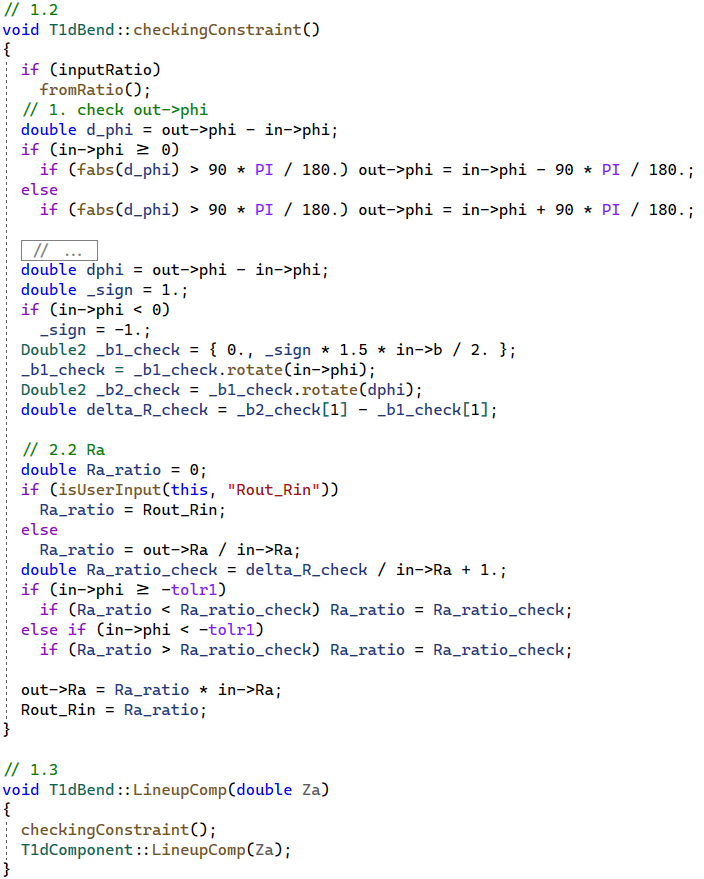 // 1.2
void T1dBend::checkingConstraint()
{
  if (inputRatio)
    fromRatio();
  // 1. check out->phi
  double d_phi = out->phi - in->phi;
  if (in->phi ≥ 0)
    if (fabs(d_phi) > 90 * PI / 180.) out->phi = in->phi - 90 * PI / 180.;
  else
    if (fabs(d_phi) > 90 * PI / 180.) out->phi = in->phi + 90 * PI / 180.;

  // ...
  double dphi = out->phi - in->phi;
  double _sign = 1.;
  if (in->phi < 0)
    _sign = -1.;
  Double2 _b1_check = { 0., _sign * 1.5 * in->b / 2. };
  _b1_check = _b1_check.rotate(in->phi);
  Double2 _b2_check = _b1_check.rotate(dphi);
  double delta_R_check = _b2_check[1] - _b1_check[1];

  // 2.2 Ra
  double Ra_ratio = 0;
  if (isUserInput(this, "Rout_Rin"))
    Ra_ratio = Rout_Rin;
  else
    Ra_ratio = out->Ra / in->Ra;
  double Ra_ratio_check = delta_R_check / in->Ra + 1.;
  if (in->phi ≥ -tolr1)
    if (Ra_ratio < Ra_ratio_check) Ra_ratio = Ra_ratio_check;
  else if (in->phi < -tolr1)
    if (Ra_ratio > Ra_ratio_check) Ra_ratio = Ra_ratio_check;

  out->Ra = Ra_ratio * in->Ra;
  Rout_Rin = Ra_ratio;
}

// 1.3
void T1dBend::LineupComp(double Za)
{
  checkingConstraint();
  T1dComponent::LineupComp(Za);
}